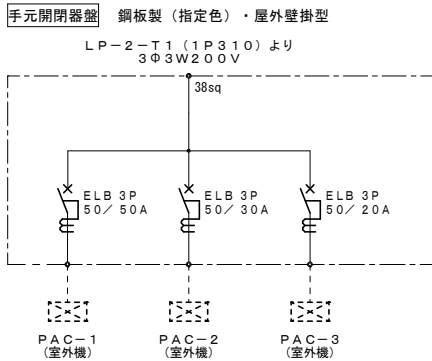 手元開閉器盤 鋼板製（指定色）・屋外壁掛型
ＬＰ－２－Ｔ１（１Ｐ３１０）より
３Φ３Ｗ２００Ｖ
38sq
ELB 3P
50/ 50A
ELB 3P
50/ 30A
ELB 3P
50/ 20A
ＰＡＣ－１
（室外機）
ＰＡＣ－２
（室外機）
ＰＡＣ－３
（室外機）